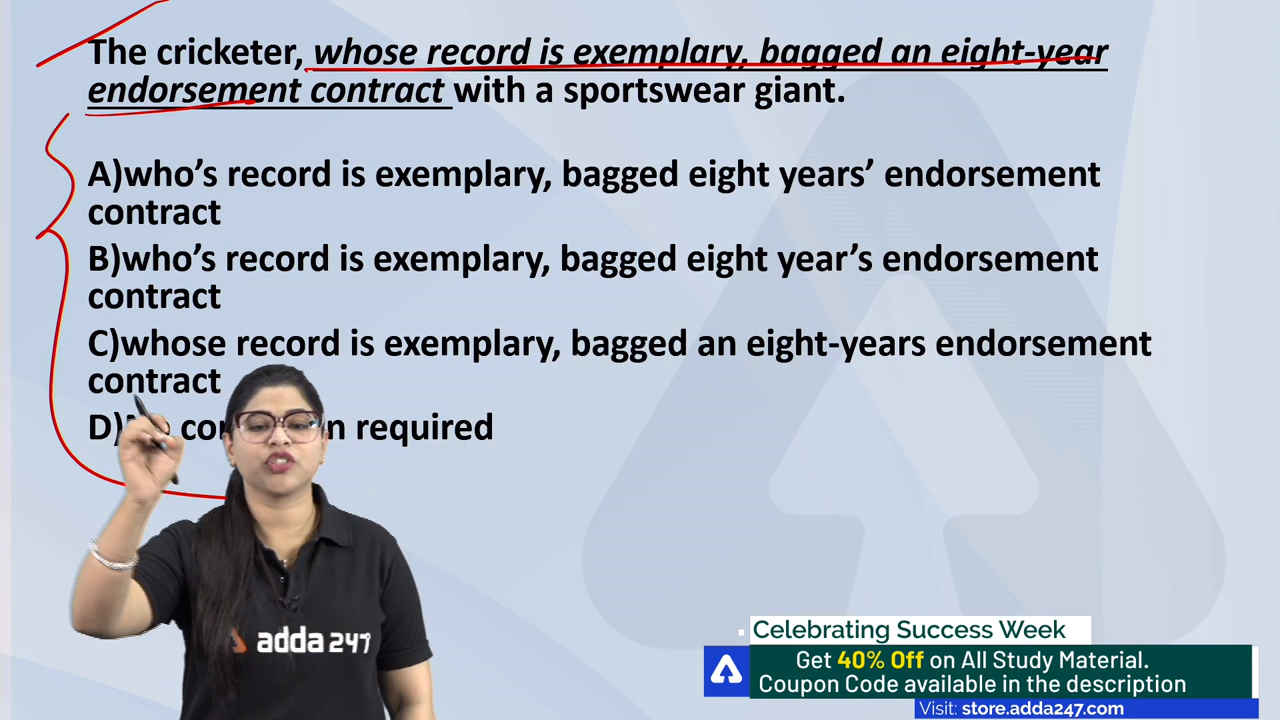 The cricketer, whose record is exemplary, bagged an eight-year
endorsement contract with a sportswear giant.
A)who’s record is exemplary, bagged eight years’ endorsement
contract
B)who’s record is exemplary, bagged eight year’s endorsement
contract
C)whose record is exemplary, bagged an eight-years endorsement
contract
D) required
adda 247
Celebrating Success Week
Get 40% Off on All Study Material.
Coupon Code available in the description
Visit: store.adda247.com